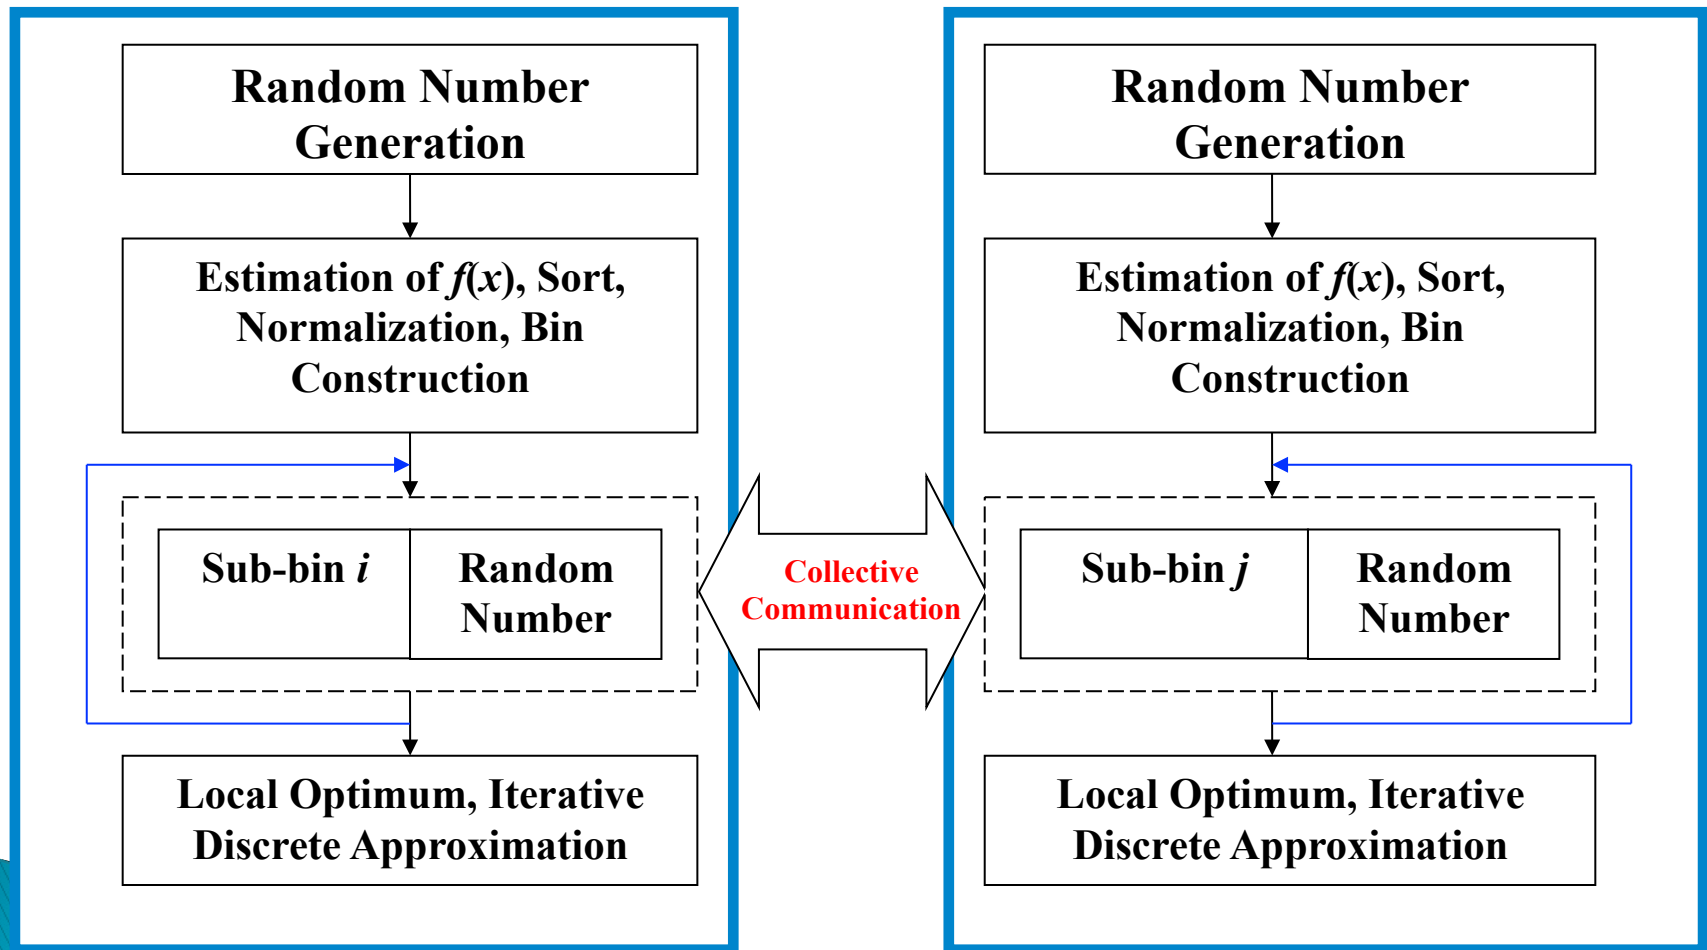 Random Number
Generation
Estimation of f(x), Sort,
Normalization, Bin
Construction
Sub-bin i
Random
Number
Local Optimum, Iterative
Discrete Approximation
Collective
Communication
Random Number
Generation
Estimation of f(x), Sort,
Normalization, Bin
Construction
Sub-bin j
Random
Number
Local Optimum, Iterative
Discrete Approximation